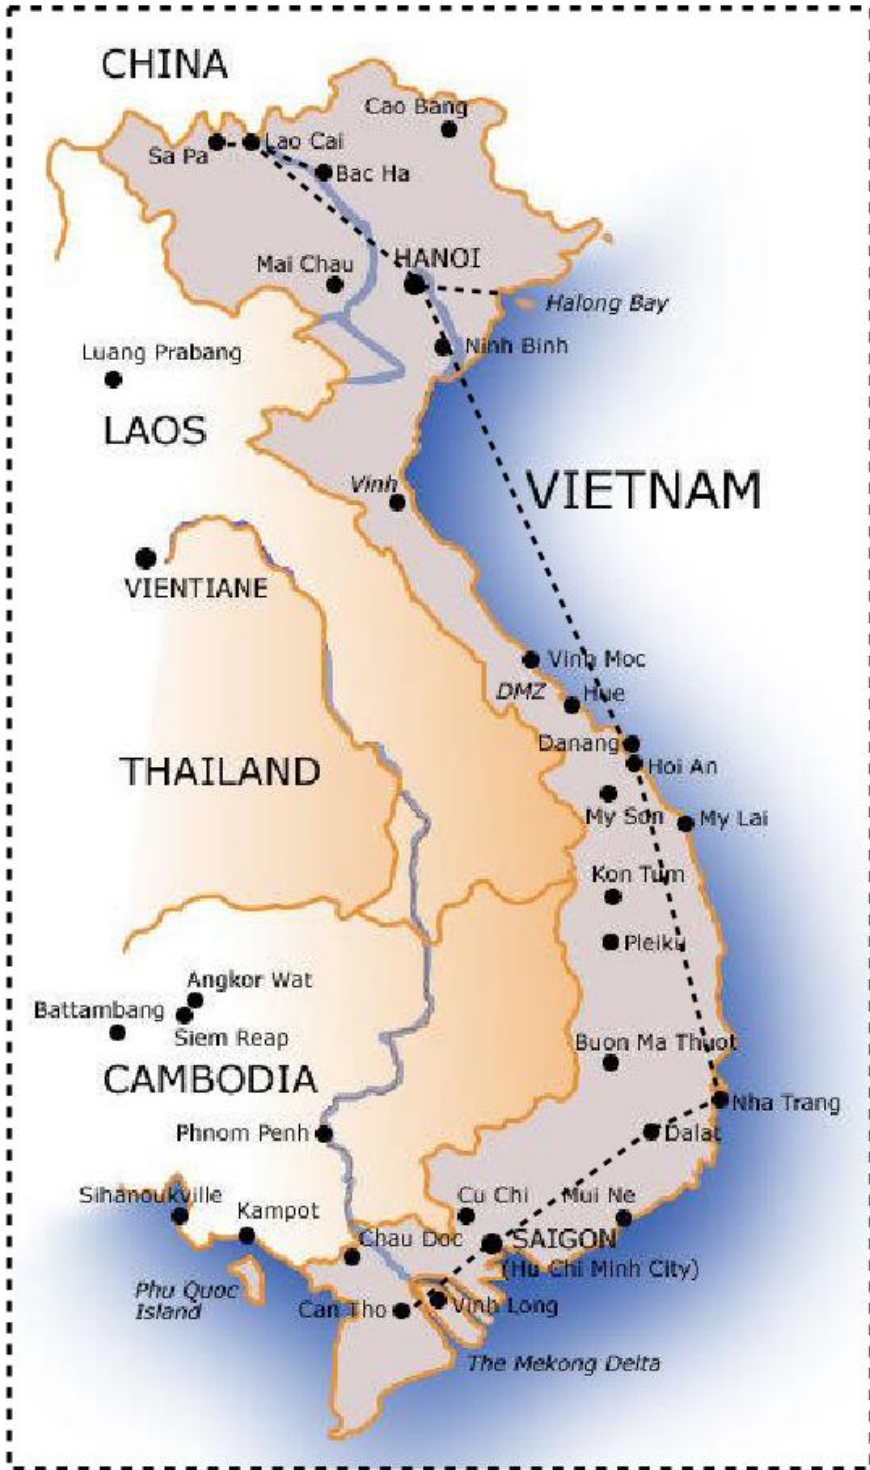 CHINA
Cao Bang
Lao Cai
Sa Pa
Bac Ha
HANOI
Mai Chau
Halong Bay
Ninh Binh
Luang Prabang
LAOS
VIETNAM
Vinh
VIENTIANE
Vinh Moc
DMZ
Hue
Danang
Hoi An
THAILAND
My Son
My Lai
Kon Tum
Pleiku
Angkor Wat
Battambang
Siem Reap
Buon Ma Thuot
CAMBODIA
Nha Trang
Phnom Penh
Dalat
Sihanoukville
Cu Chi
Mui Ne
Kampot
Chau Doc
SAIGON
(Hu Chi Minh City)
Phu Quoc
Island
Can Tho
Vinh Long
The Mekong Delta